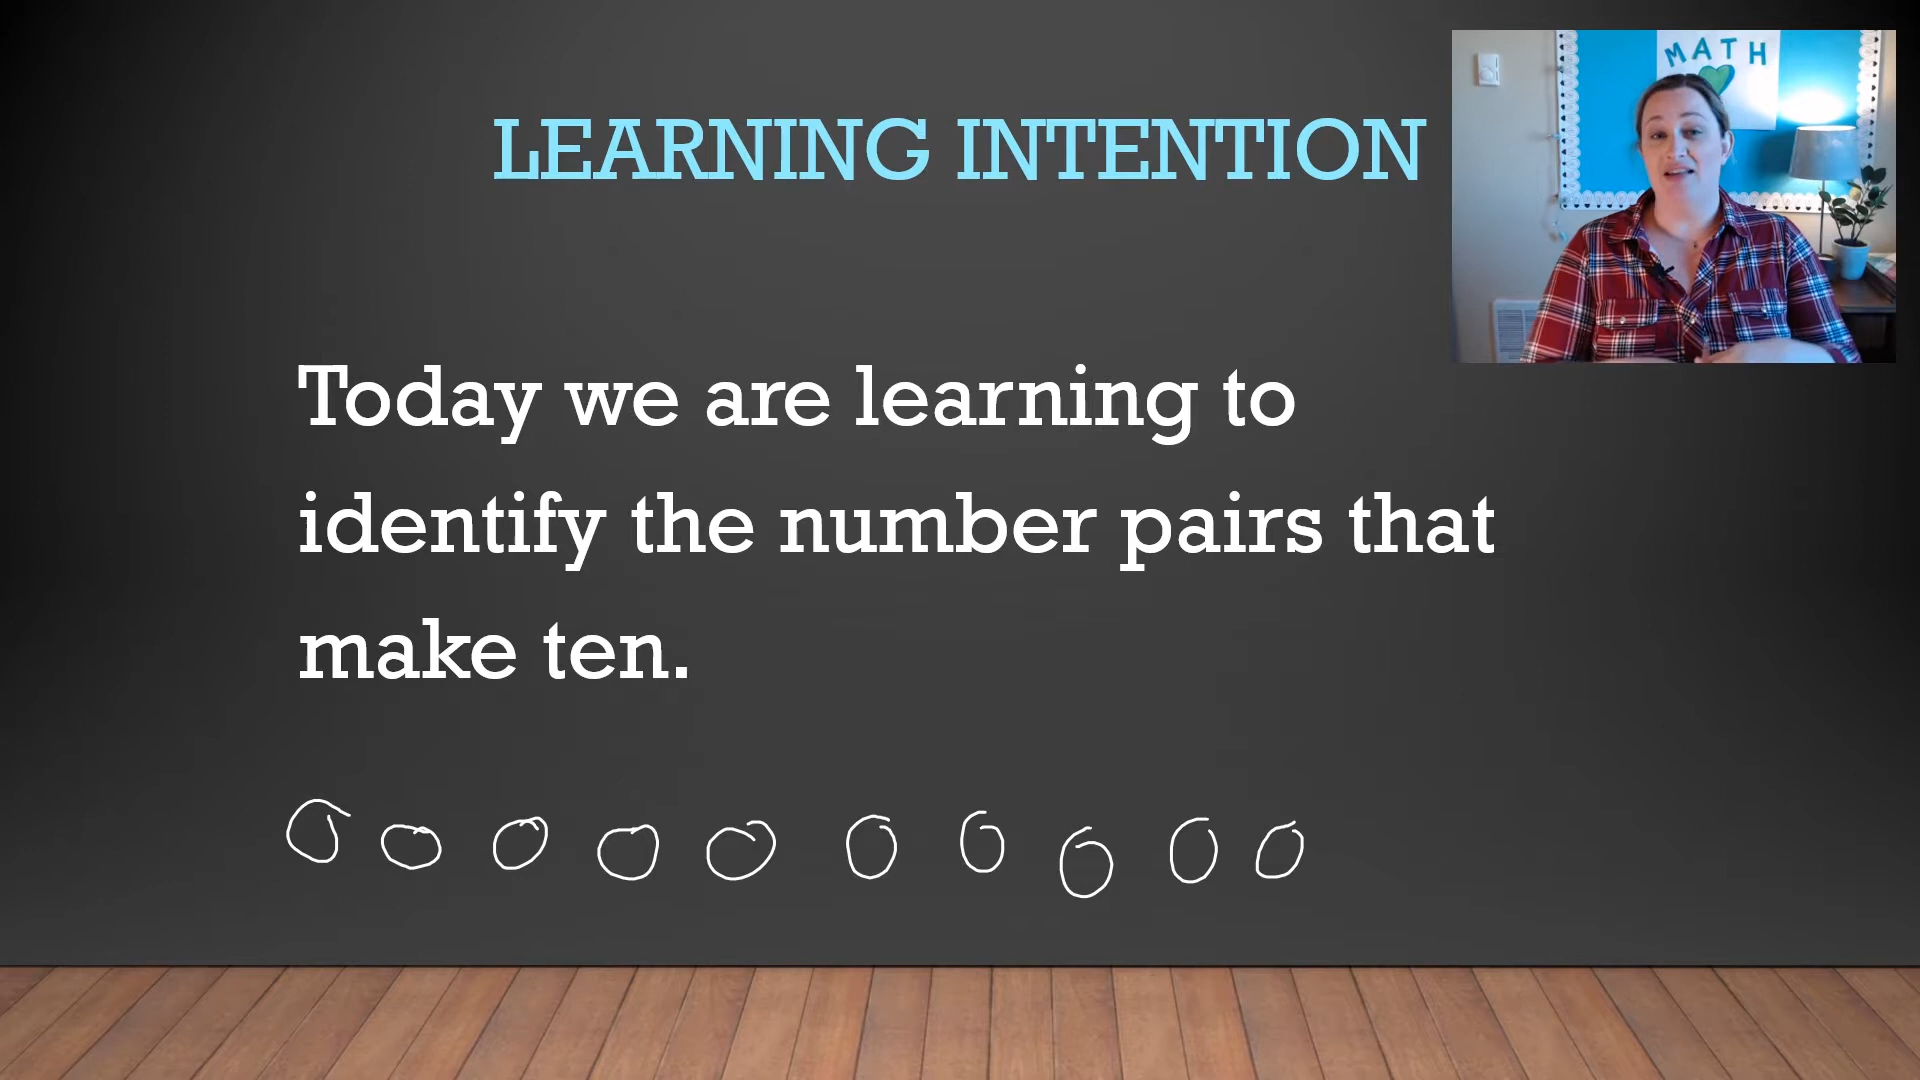 LEARNING INTENTION
MATH
Today we are learning to
identify the number pairs that
make ten.